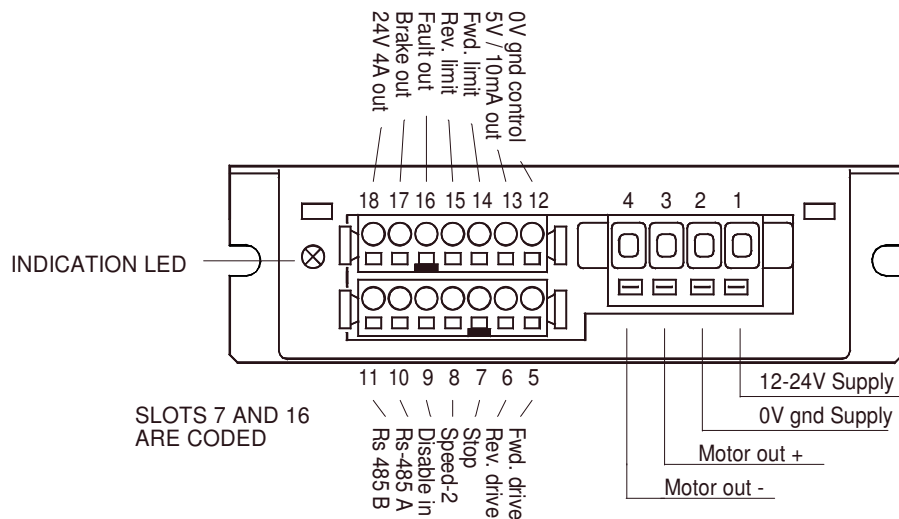 24V 4A out
Brake out
Fault out
Rev. limit
Fwd. limit
5V / 10mA out
0V gnd control
18 17 16 15 14 13 12
4 3 2 1
INDICATION LED
11 10 9 8 7 6 5
SLOTS 7 AND 16
ARE CODED
Rs 485 B
Rs-485 A
Disable in
Speed-2
Stop
Rev. drive
Fwd. drive
12-24V Supply
0V gnd Supply
Motor out +
Motor out -